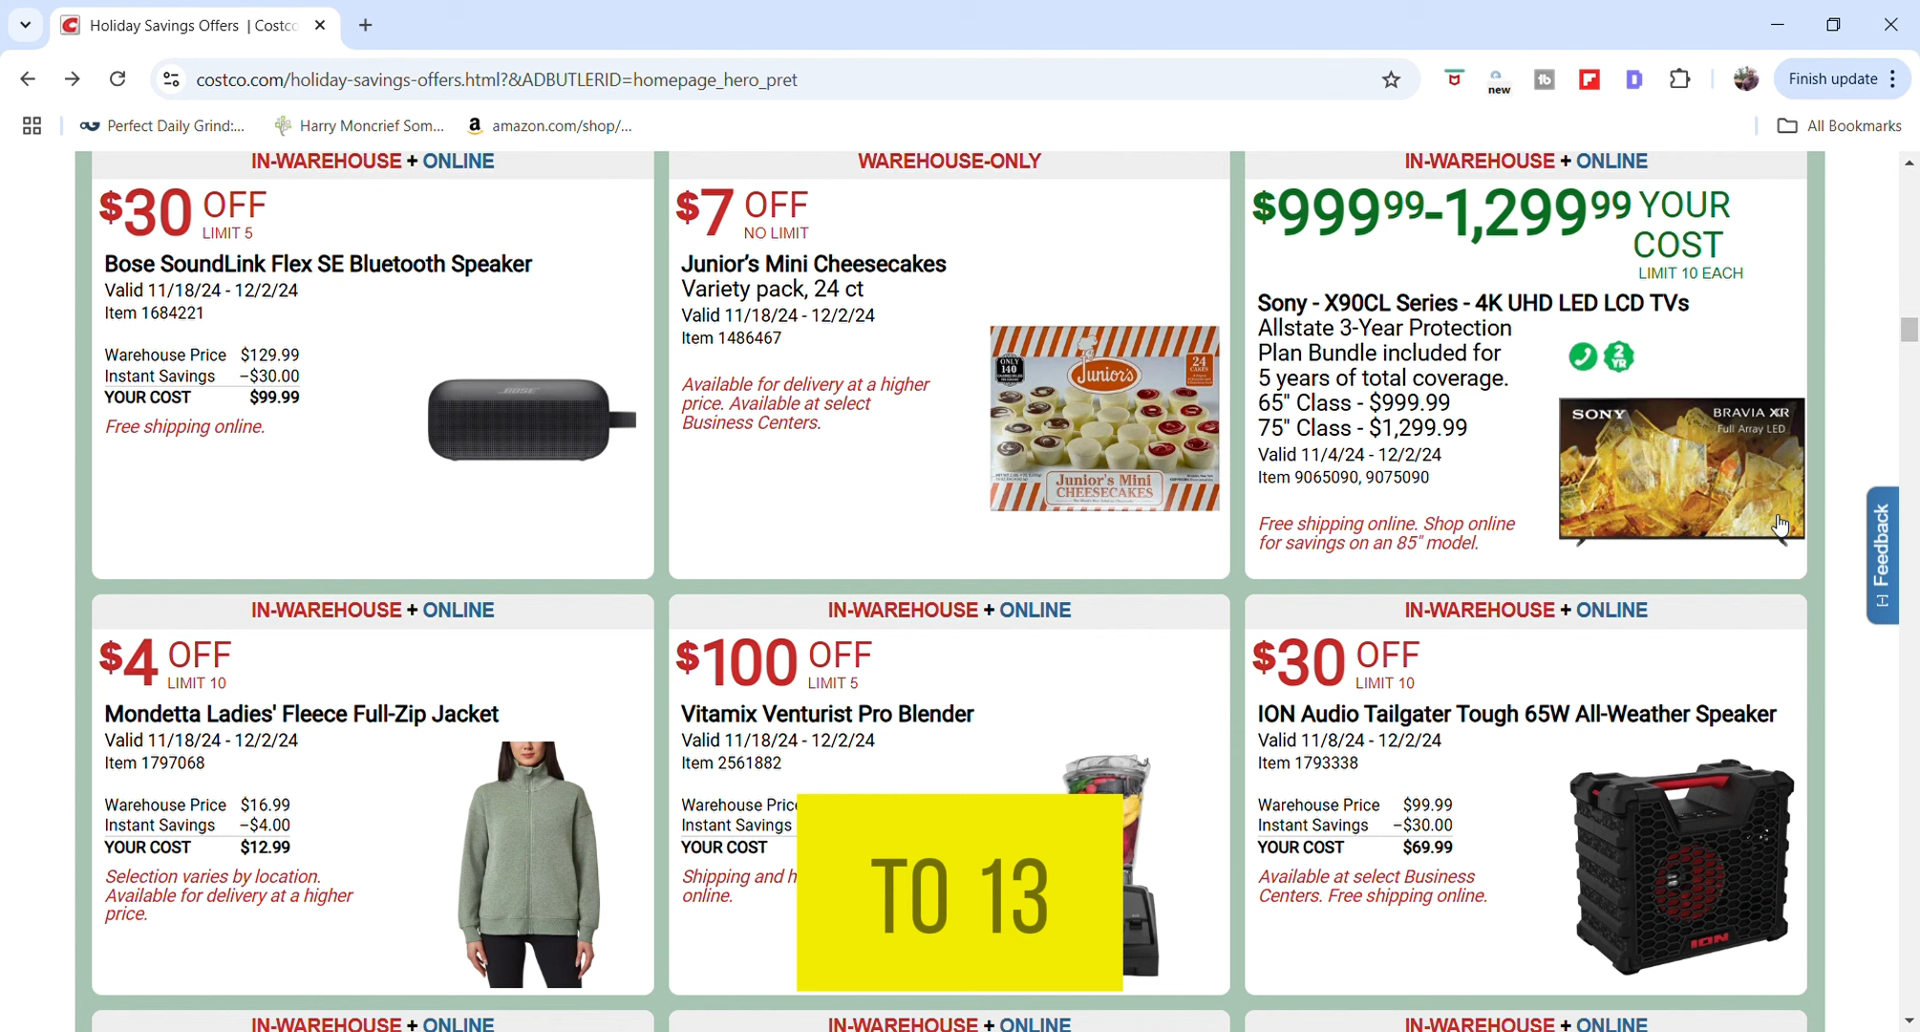 Holiday Savings Offers | Costco
costco.com/holiday-savings-offers.html?&ADBUTLERID=homepage_hero_pret
new
Finish update
Perfect Daily Grind:...
Harry Moncrief Som...
amazon.com/shop/...
All Bookmarks
IN-WAREHOUSE + ONLINE
$30 OFF
LIMIT 5
Bose SoundLink Flex SE Bluetooth Speaker
Valid 11/18/24 - 12/2/24
Item 1684221
Warehouse Price $129.99
Instant Savings -$30.00
YOUR COST $99.99
Free shipping online.
BOSE
WAREHOUSE-ONLY
$7 OFF
NO LIMIT
Junior's Mini Cheesecakes
Variety pack, 24 ct
Valid 11/18/24 - 12/2/24
Item 1486467
Available for delivery at a higher
price. Available at select
Business Centers.
ONLY
140
24
CAKES
Junior's
Junior's Mini
CHEESECAKES
IN-WAREHOUSE + ONLINE
$999.99-1,299.99 YOUR
COST
LIMIT 10 EACH
Sony - X90CL Series - 4K UHD LED LCD TVs
Allstate 3-Year Protection
Plan Bundle included for
5 years of total coverage.
65" Class - $999.99
75" Class - $1,299.99
Valid 11/4/24 - 12/2/24
Item 9065090, 9075090
Free shipping online. Shop online
for savings on an 85" model.
2
YR
SONY
BRAVIA XR
Full Array LED
[-] Feedback
IN-WAREHOUSE + ONLINE
$4 OFF
LIMIT 10
Mondetta Ladies' Fleece Full-Zip Jacket
Valid 11/18/24 - 12/2/24
Item 1797068
Warehouse Price $16.99
Instant Savings -$4.00
YOUR COST $12.99
Selection varies by location.
Available for delivery at a higher
price.
IN-WAREHOUSE + ONLINE
$100 OFF
LIMIT 5
Vitamix Venturist Pro Blender
Valid 11/18/24 - 12/2/24
Item 2561882
Warehouse Price
Instant Savings
YOUR COST
Shipping and h
online.
TO 13
IN-WAREHOUSE + ONLINE
$30 OFF
LIMIT 10
ION Audio Tailgater Tough 65W All-Weather Speaker
Valid 11/8/24 - 12/2/24
Item 1793338
Warehouse Price $99.99
Instant Savings -$30.00
YOUR COST $69.99
Available at select Business
Centers. Free shipping online.
ION
IN-WAREHOUSE + ONLINE
IN-WAREHOUSE + ONLINE
IN-WAREHOUSE + ONLINE